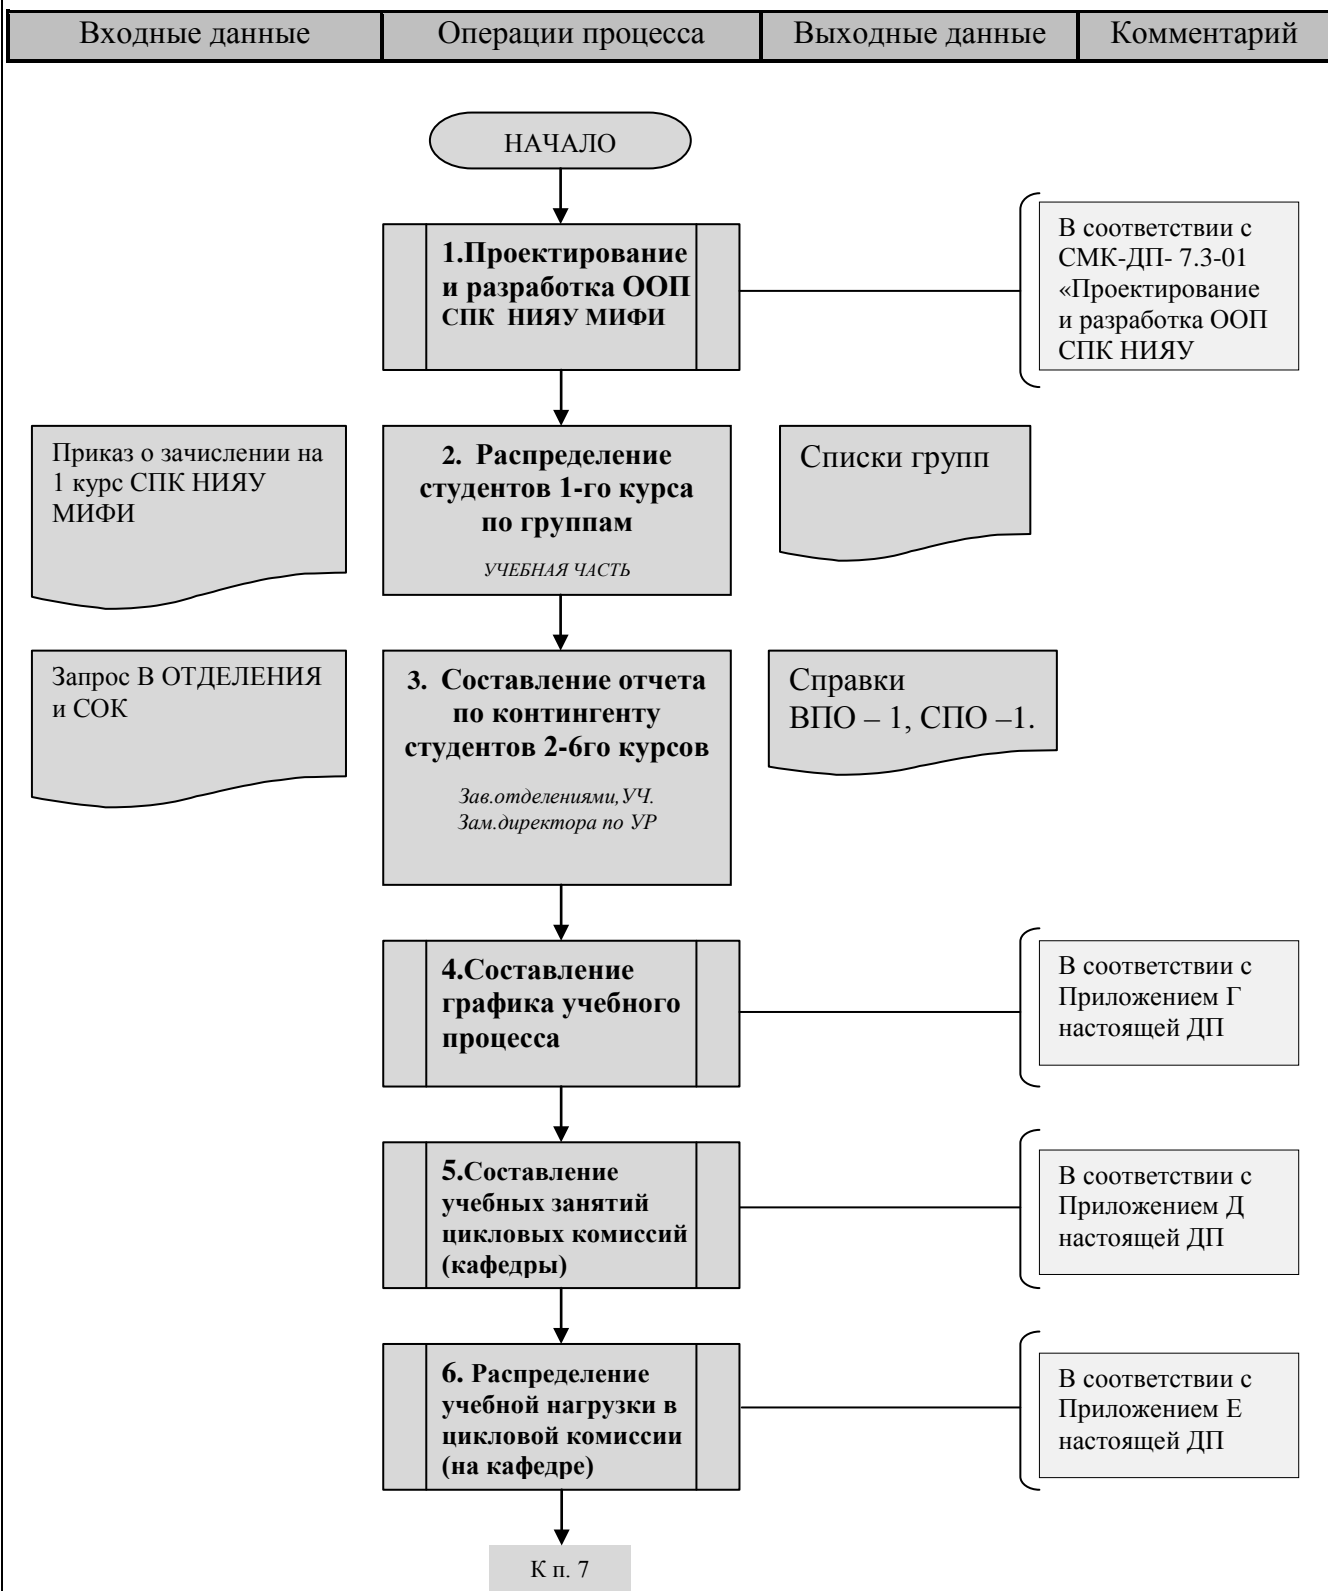 Входные данные
Операции процесса
Выходные данные
Комментарий
НАЧАЛО
1.Проектирование
и разработка ООП
СПК НИЯУ МИФИ
В соответствии с
СМК-ДП- 7.3-01
«Проектирование
и разработка ООП
СПК НИЯУ
Приказ о зачислении на
1 курс СПК НИЯУ
МИФИ
2. Распределение
студентов 1-го курса
по группам
УЧЕБНАЯ ЧАСТЬ
Списки групп
Запрос В ОТДЕЛЕНИЯ
и СОК
3. Составление отчета
по контингенту
студентов 2-6го курсов
Зав.отделениями,УЧ.
Зам.директора по УР
Справки
ВПО – 1, СПО –1.
4.Составление
графика учебного
процесса
В соответствии с
Приложением Г
настоящей ДП
5.Составление
учебных занятий
цикловых комиссий
(кафедры)
В соответствии с
Приложением Д
настоящей ДП
6. Распределение
учебной нагрузки в
цикловой комиссии
(на кафедре)
В соответствии с
Приложением Е
настоящей ДП
К п. 7